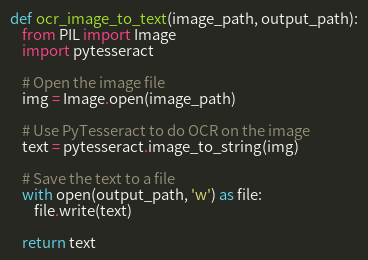 def ocr_image_to_text(image_path, output_path):
    from PIL import Image
    import pytesseract

    # Open the image file
    img = Image.open(image_path)

    # Use PyTesseract to do OCR on the image
    text = pytesseract.image_to_string(img)

    # Save the text to a file
    with open(output_path, 'w') as file:
        file.write(text)

    return text